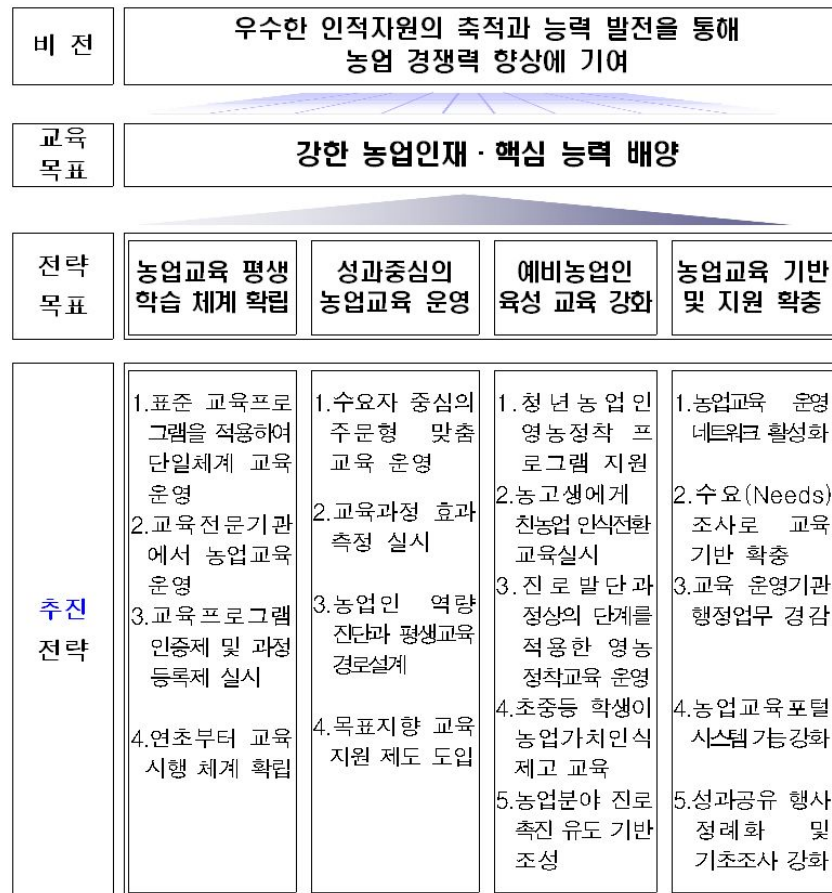 비 전
우수한 인적자원의 축적과 능력 발전을 통해
농업 경쟁력 향상에 기여
교육
목표
강한 농업인재·핵심 능력 배양
전략
목표
농업교육 평생
학습 체계 확립
성과중심의
농업교육 운영
예비농업인
육성 교육 강화
농업교육 기반
및 지원 확충
추진
전략
1.표준 교육프로
그램을 적용하여
단일체계 교육
운영
2.교육전문기관
에서 농업교육
운영
3.교육프로그램
인증제 및 과정
등록제 실시
4.연초부터 교육
시행 체계 확립
1.수요자 중심의
주문형 맞춤
교육 운영
2.교육과정 효과
측정 실시
3.농업인 역량
진단과 평생교육
경로설계
4.목표지향 교육
지원 제도 도입
1.청년농업인
영농정착 프
로그램 지원
2.농고생에게
친농업 인식전환
교육실시
3.진로발단과
정상의 단계를
적용한 영농
정착교육 운영
4.초중등 학생이
농업가치인식
제고 교육
5.농업분야 진로
촉진 유도 기반
조성
1.농업교육 운영
네트워크 활성화
2.수요(Needs)
조사로 교육
기반 확충
3.교육 운영기관
행정업무 경감
4.농업교육포털
시스템 기능강화
5.성과공유 행사
정례화 및
기초조사 강화